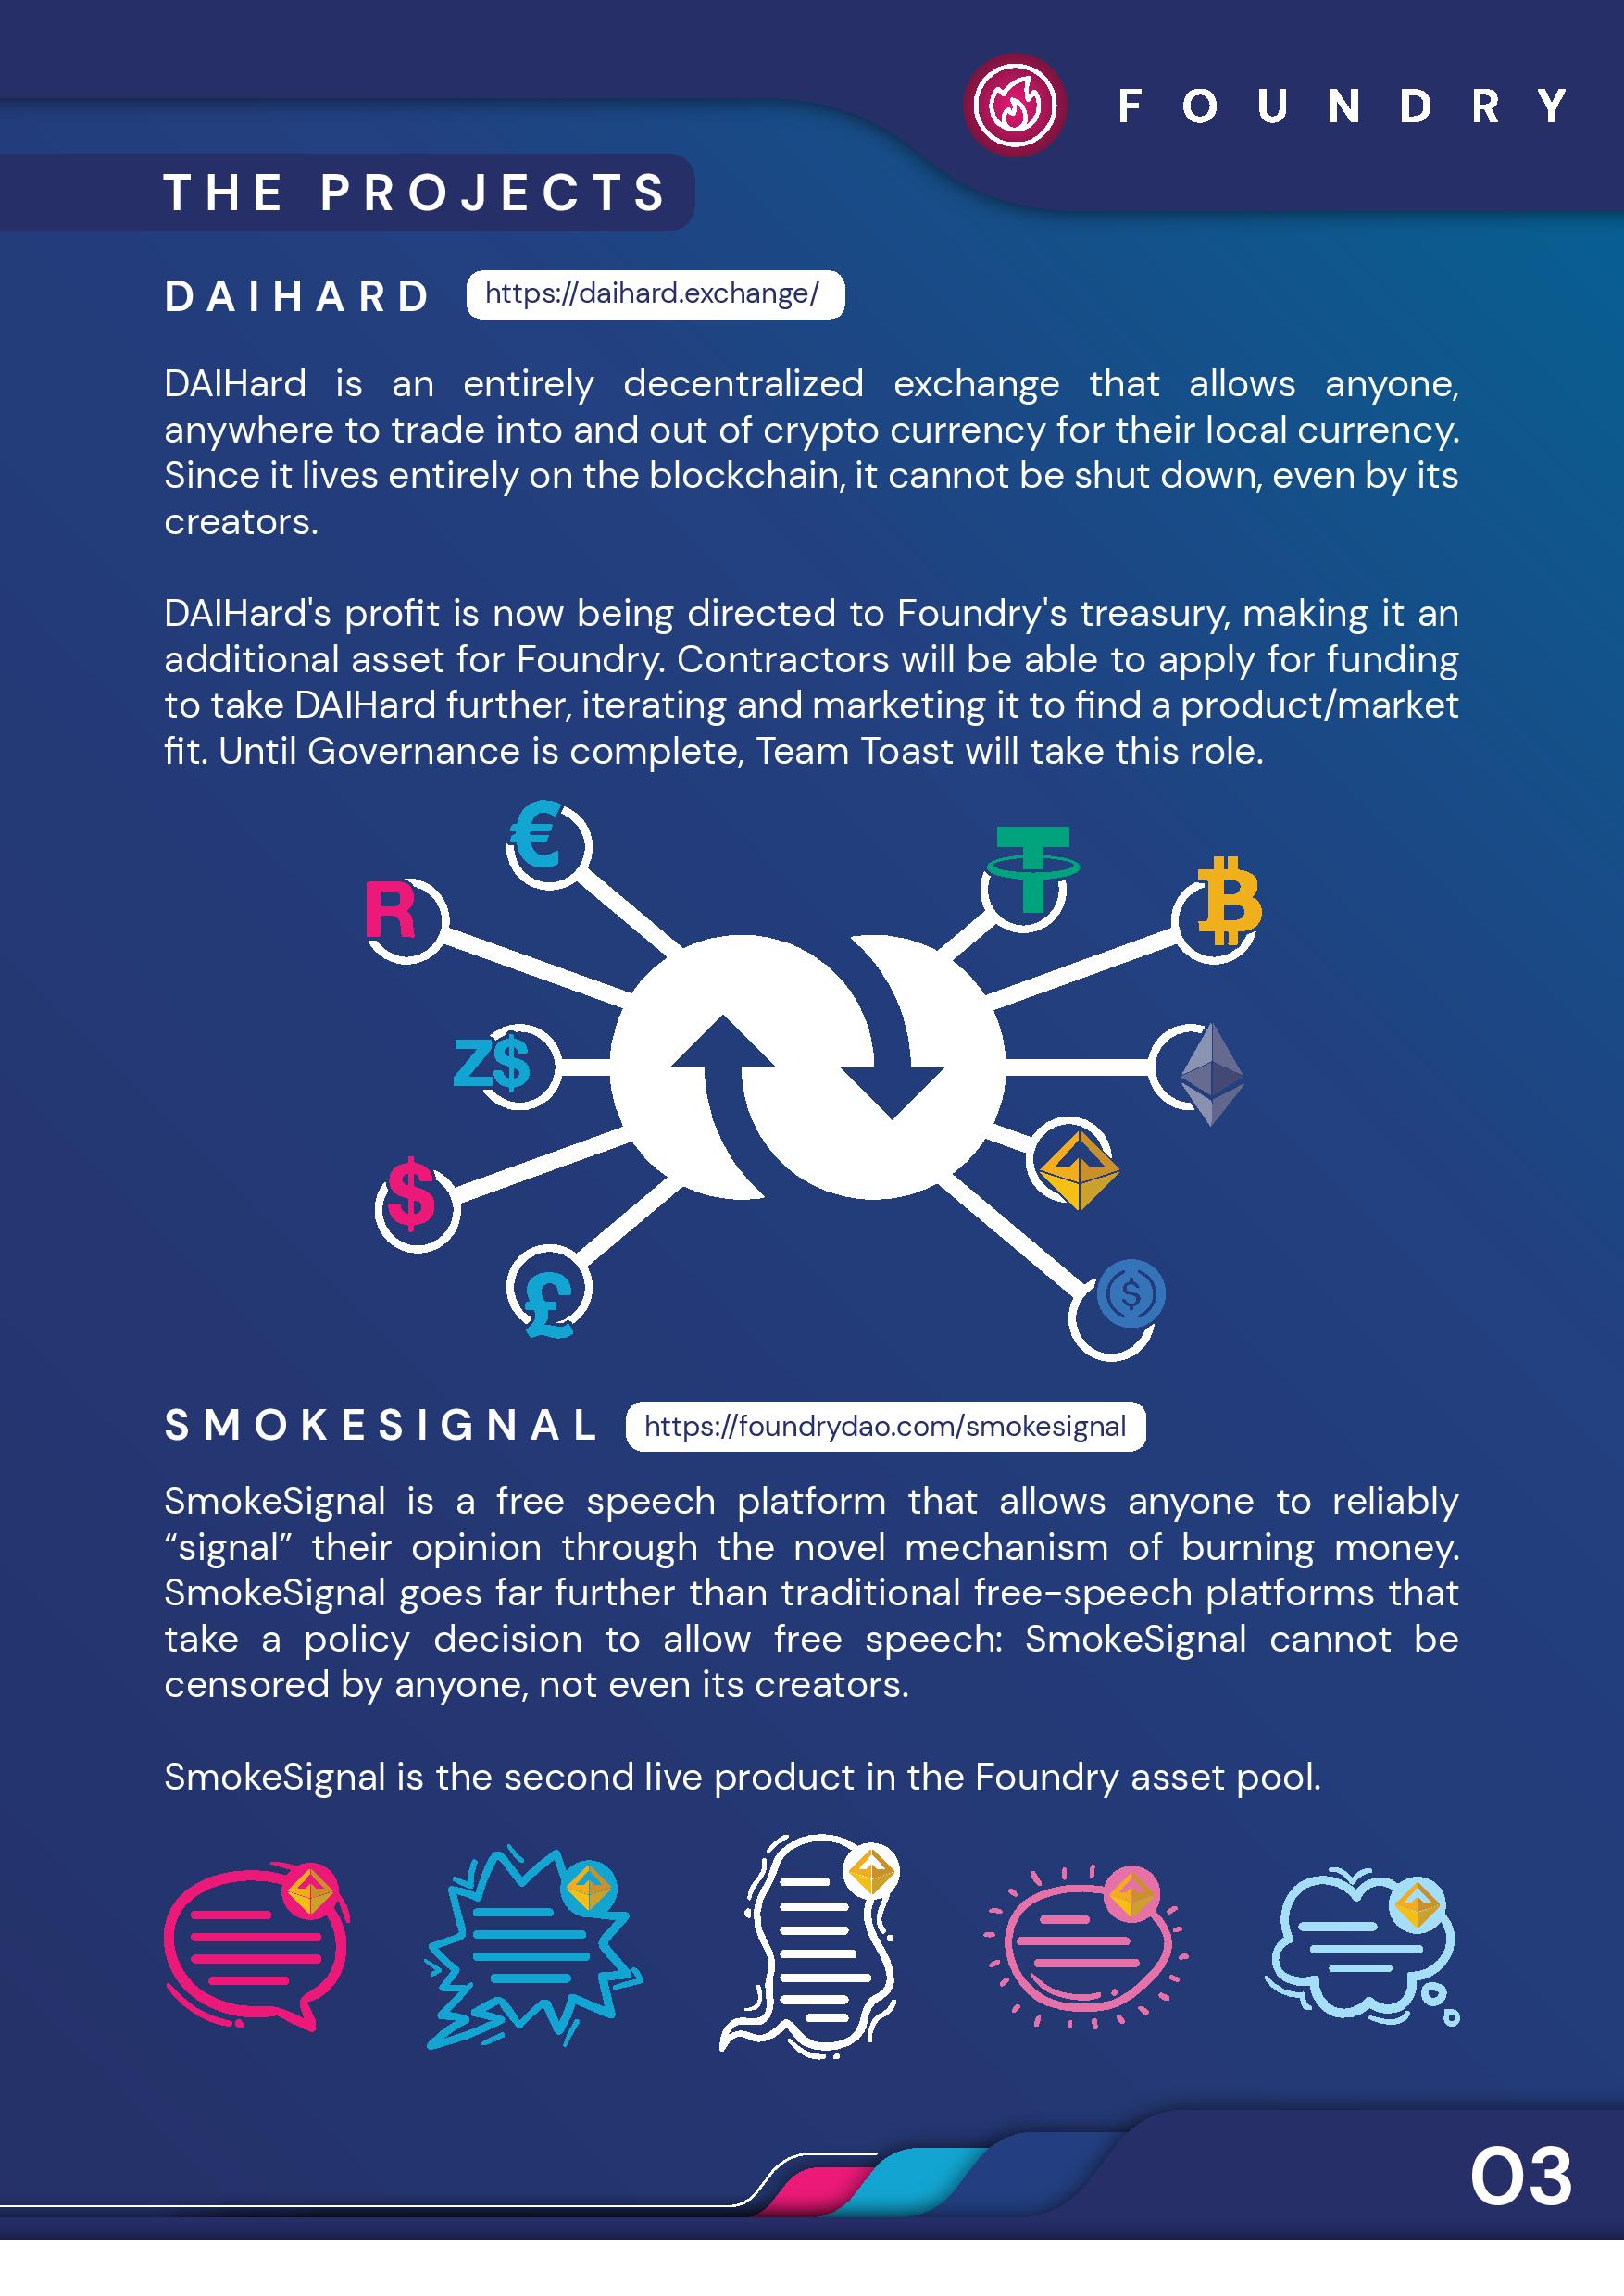 FOUNDRY
THE PROJECTS
DAIHARD https://daihard.exchange/
DAIHard is an entirely decentralized exchange that allows anyone,
anywhere to trade into and out of crypto currency for their local currency.
Since it lives entirely on the blockchain, it cannot be shut down, even by its
creators.
DAIHard's profit is now being directed to Foundry's treasury, making it an
additional asset for Foundry. Contractors will be able to apply for funding
to take DAIHard further, iterating and marketing it to find a product/market
fit. Until Governance is complete, Team Toast will take this role.
€
R
Z$
$
£
$
SMOKESIGNAL https://foundrydao.com/smokesignal
SmokeSignal is a free speech platform that allows anyone to reliably
“signal” their opinion through the novel mechanism of burning money.
SmokeSignal goes far further than traditional free-speech platforms that
take a policy decision to allow free speech: SmokeSignal cannot be
censored by anyone, not even its creators.
SmokeSignal is the second live product in the Foundry asset pool.
03